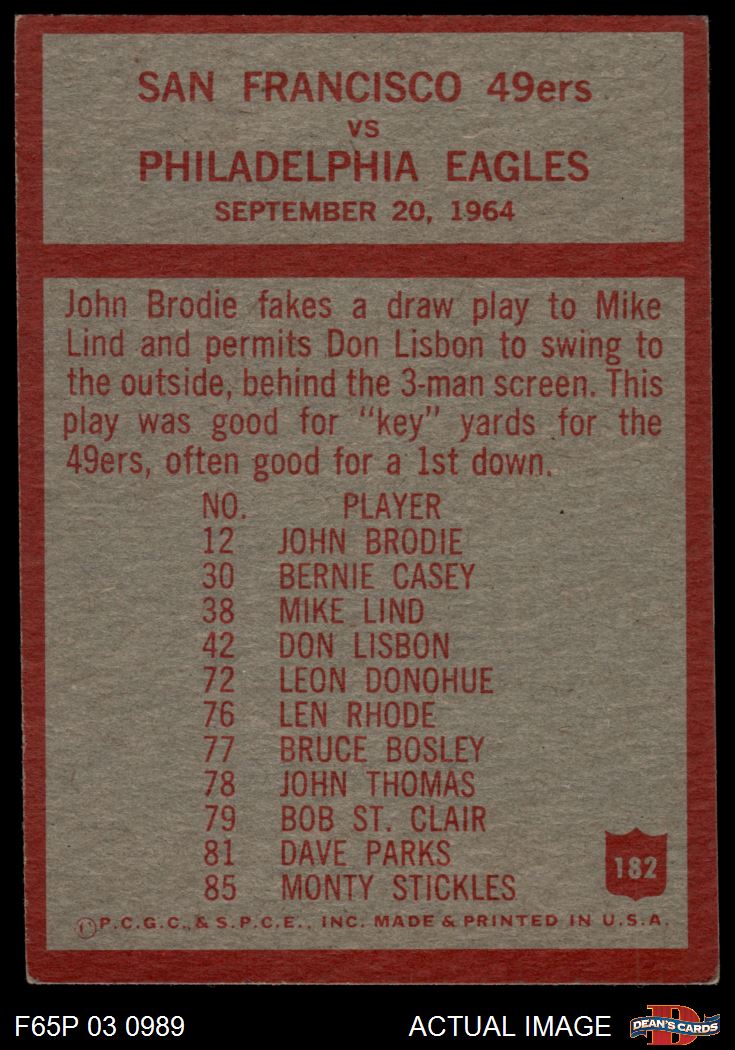 SAN FRANCISCO 49ers
VS
PHILADELPHIA EAGLES
SEPTEMBER 20, 1964
John Brodie fakes a draw play to Mike
Lind and permits Don Lisbon to swing to
the outside, behind the 3-man screen. This
play was good for "key" yards for the
49ers, often good for a 1st down.
NO. PLAYER
12 JOHN BRODIE
30 BERNIE CASEY
38 MIKE LIND
42 DON LISBON
72 LEON DONOHUE
76 LEN RHODE
77 BRUCE BOSLEY
78 JOHN THOMAS
79 BOB ST. CLAIR
81 DAVE PARKS
85 MONTY STICKLES
182
P.C.G.C., & S.P.C.E., INC. MADE & PRINTED IN U.S.A.
F65P 03 0989 ACTUAL IMAGE
D
DEAN'S CARDS